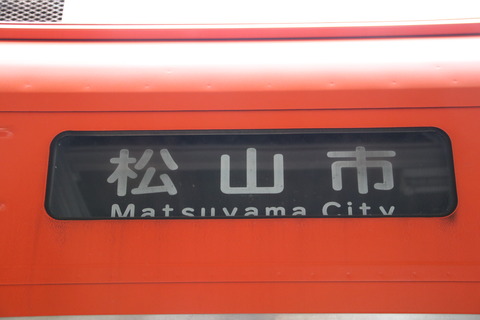 松山市
Matsuyama City